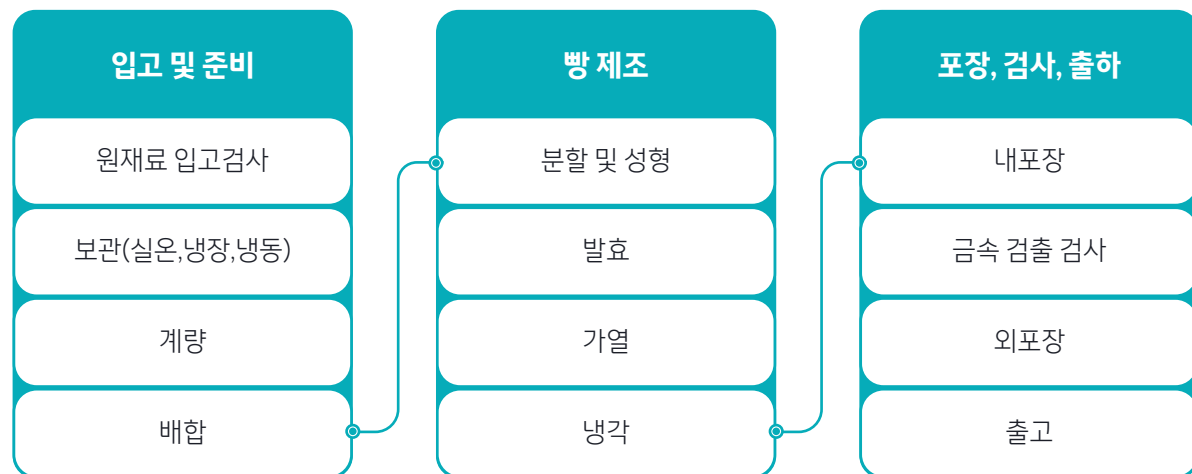 입고 및 준비
원재료 입고검사
보관(실온,냉장,냉동)
계량
배합
빵 제조
분할 및 성형
발효
가열
냉각
포장, 검사, 출하
내포장
금속 검출 검사
외포장
출고